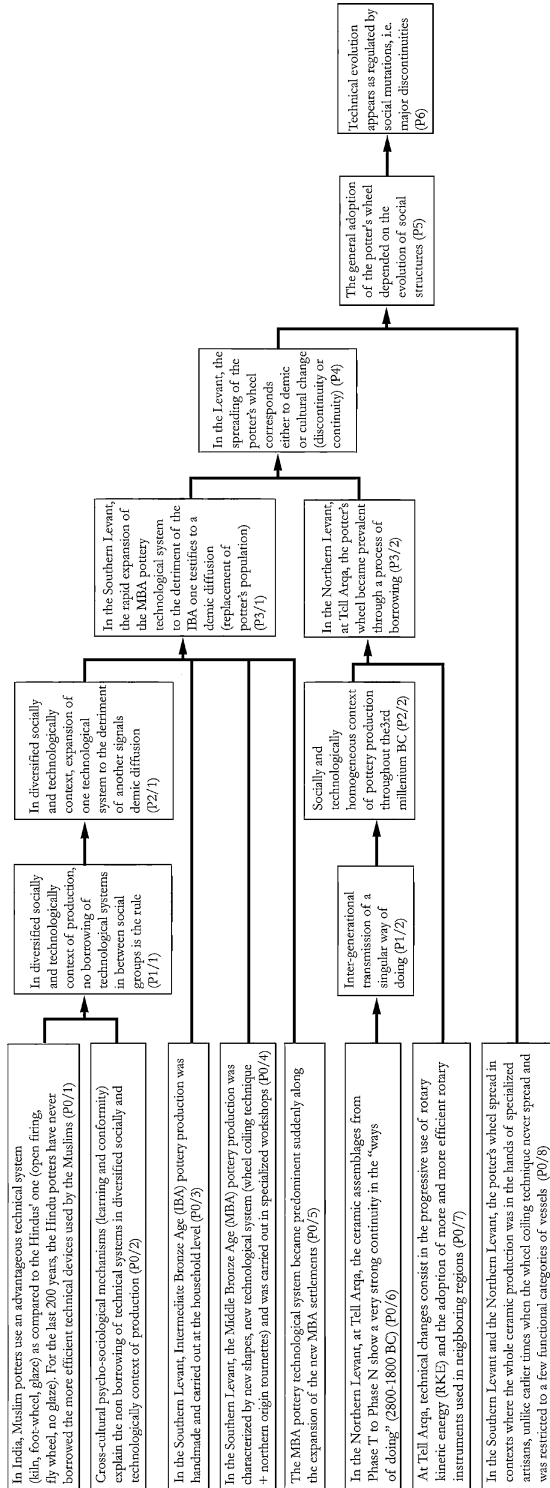 In India, Muslim potters use an advantageous technical system
(kiln, foot-wheel, glaze) as compared to the Hindus' one (open firing,
fly wheel, no glaze). For the last 200 years, the Hindu potters have never
borrowed the more efficient technical devices used by the Muslims (P0/1)
Cross-cultural psycho-sociological mechanisms (learning and conformity)
explain the non borrowing of technical systems in diversified socially and
technologically context of production (P0/2)
In the Southern Levant, Intermediate Bronze Age (IBA) pottery production was
handmade and carried out at the household level (P0/3)
In the Southern Levant, the Middle Bronze Age (MBA) pottery production was
characterized by new shapes, new technological system (wheel coiling technique
+ northern origin tournettes) and was carried out in specialized workshops (P0/4)
The MBA pottery technological system became predominent suddenly along
the expansion of the new MBA settlements (P0/5)
In the Northern Levant, at Tell Arqa, the ceramic assemblages from
Phase T to Phase N show a very strong continuity in the "ways
of doing" (2800-1800 BC) (P0/6)
At Tell Arqa, technical changes consist in the progressive use of rotary
kinetic energy (RKE) and the adoption of more and more efficient rotary
instruments used in neighboring regions (P0/7)
In the Southern Levant and the Northern Levant, the potter's wheel spread in
contexts where the whole ceramic production was in the hands of specialized
artisans, unlike earlier times when the wheel coiling technique never spread and
was restricted to a few functional categories of vessels (P0/8)
In diversified socially
and technologically
context of production,
no borrowing of
technological systems
in between social
groups is the rule
(P1/1)
Inter-generational
transmission of a
singular way of
doing (P1/2)
In diversified socially
and technologically
context, expansion of
one technological
system to the detriment
of another signals
demic diffusion
(P2/1)
Socially and
technologically
homogeneous context
of pottery production
throughout the3rd
millenium BC (P2/2)
In the Southern Levant,
the rapid expansion of
the MBA pottery
technological system
to the detriment of the
IBA one testifies to a
demic diffusion
(replacement of
potter's population)
(P3/1)
In the Northern Levant,
at Tell Arqa, the potter's
wheel became prevalent
through a process of
borrowing (P3/2)
In the Levant, the
spreading of the
potter's wheel
corresponds
either to demic
or cultural change
(discontinuity or
continuity) (P4)
The general adoption
of the potter's wheel
depended on the
evolution of social
structures (P5)
Technical evolution
appears as regulated by
social mutations, i.e.
major discontinuities
(P6)